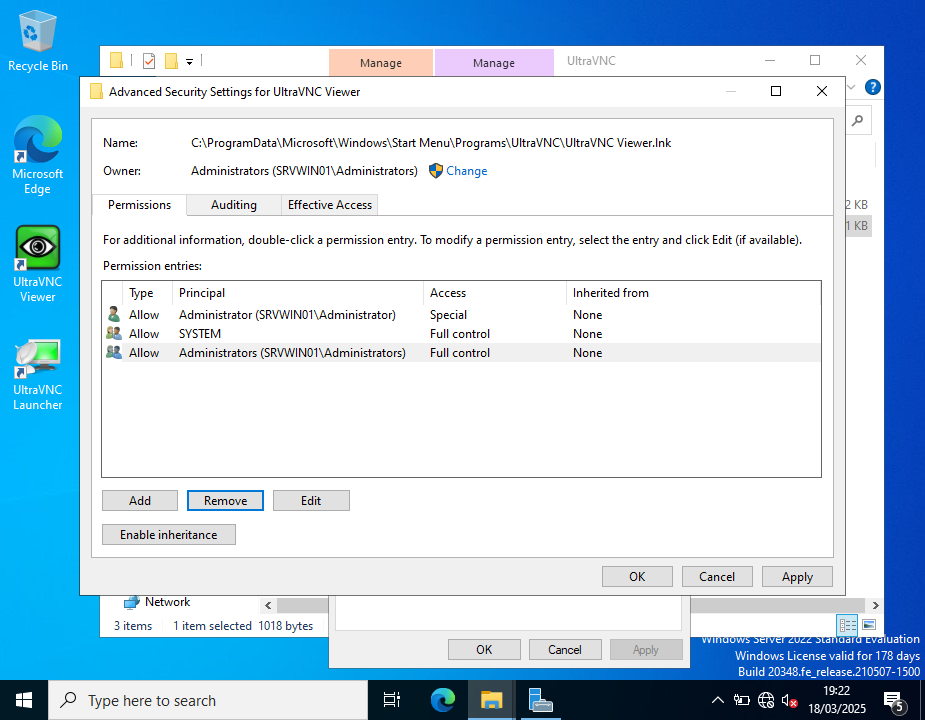 Recycle Bin
Microsoft
Edge
UltraVNC
Viewer
UltraVNC
Launcher
Manage
Manage
UltraVNC
2 KB
1 KB
Advanced Security Settings for UltraVNC Viewer
Name:
C:\ProgramData\Microsoft\Windows\Start Menu\Programs\UltraVNC\UltraVNC Viewer.lnk
Owner:
Administrators (SRVWIN01\Administrators)
Change
Permissions
Auditing
Effective Access
For additional information, double-click a permission entry. To modify a permission entry, select the entry and click Edit (if available).
Permission entries:
Type Principal Access Inherited from
Allow Administrator (SRVWIN01\Administrator) Special None
Allow SYSTEM Full control None
Allow Administrators (SRVWIN01\Administrators) Full control None
Add
Remove
Edit
Enable inheritance
OK
Cancel
Apply
Network
3 items
1 item selected
1018 bytes
OK
Cancel
Apply
Windows Server 2022 Standard Evaluation
Windows License valid for 178 days
Build 20348.fe_release.210507-1500
Type here to search
19:22
18/03/2025
5